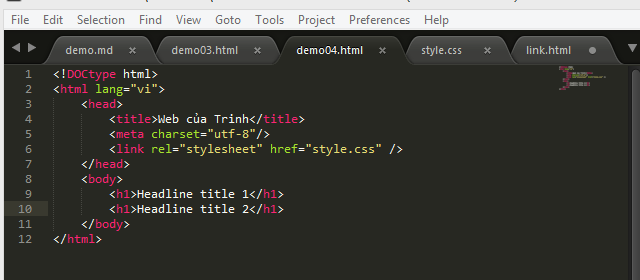 File Edit Selection Find View Goto Tools Project Preferences Help
demo.md × demo03.html × demo04.html × style.css × link.html
1 <!DOCtype html>
2 <html lang="vi">
3 <head>
4 <title>Web của Trinh</title>
5 <meta charset="utf-8"/>
6 <link rel="stylesheet" href="style.css" />
7 </head>
8 <body>
9 <h1>Headline title 1</h1>
10 <h1>Headline title 2</h1>
11 </body>
12 </html>